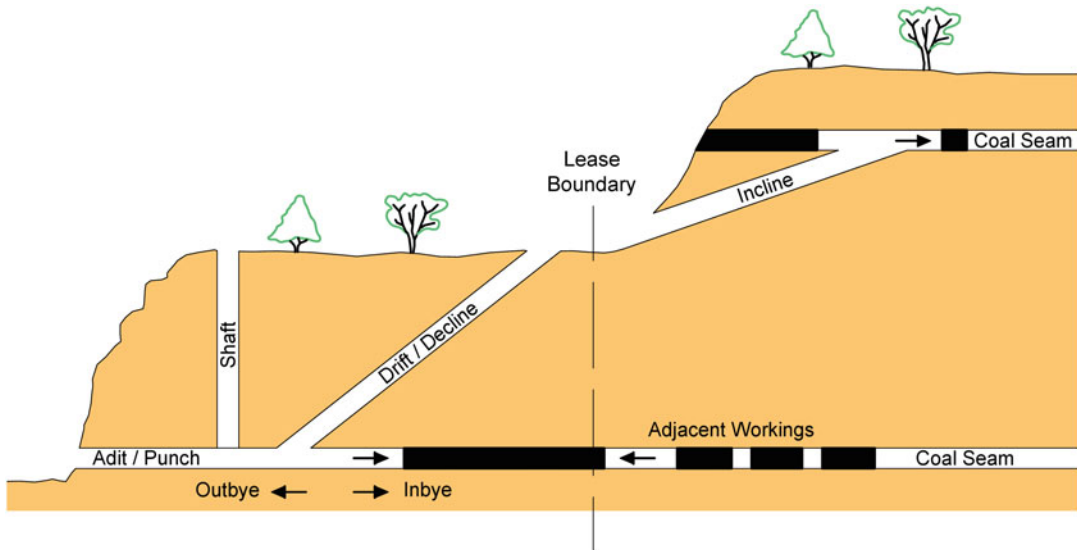 Coal Seam
Lease
Boundary
Incline
Shaft
Drift / Decline
Adjacent Workings
Adit / Punch
Coal Seam
Outbye
Inbye